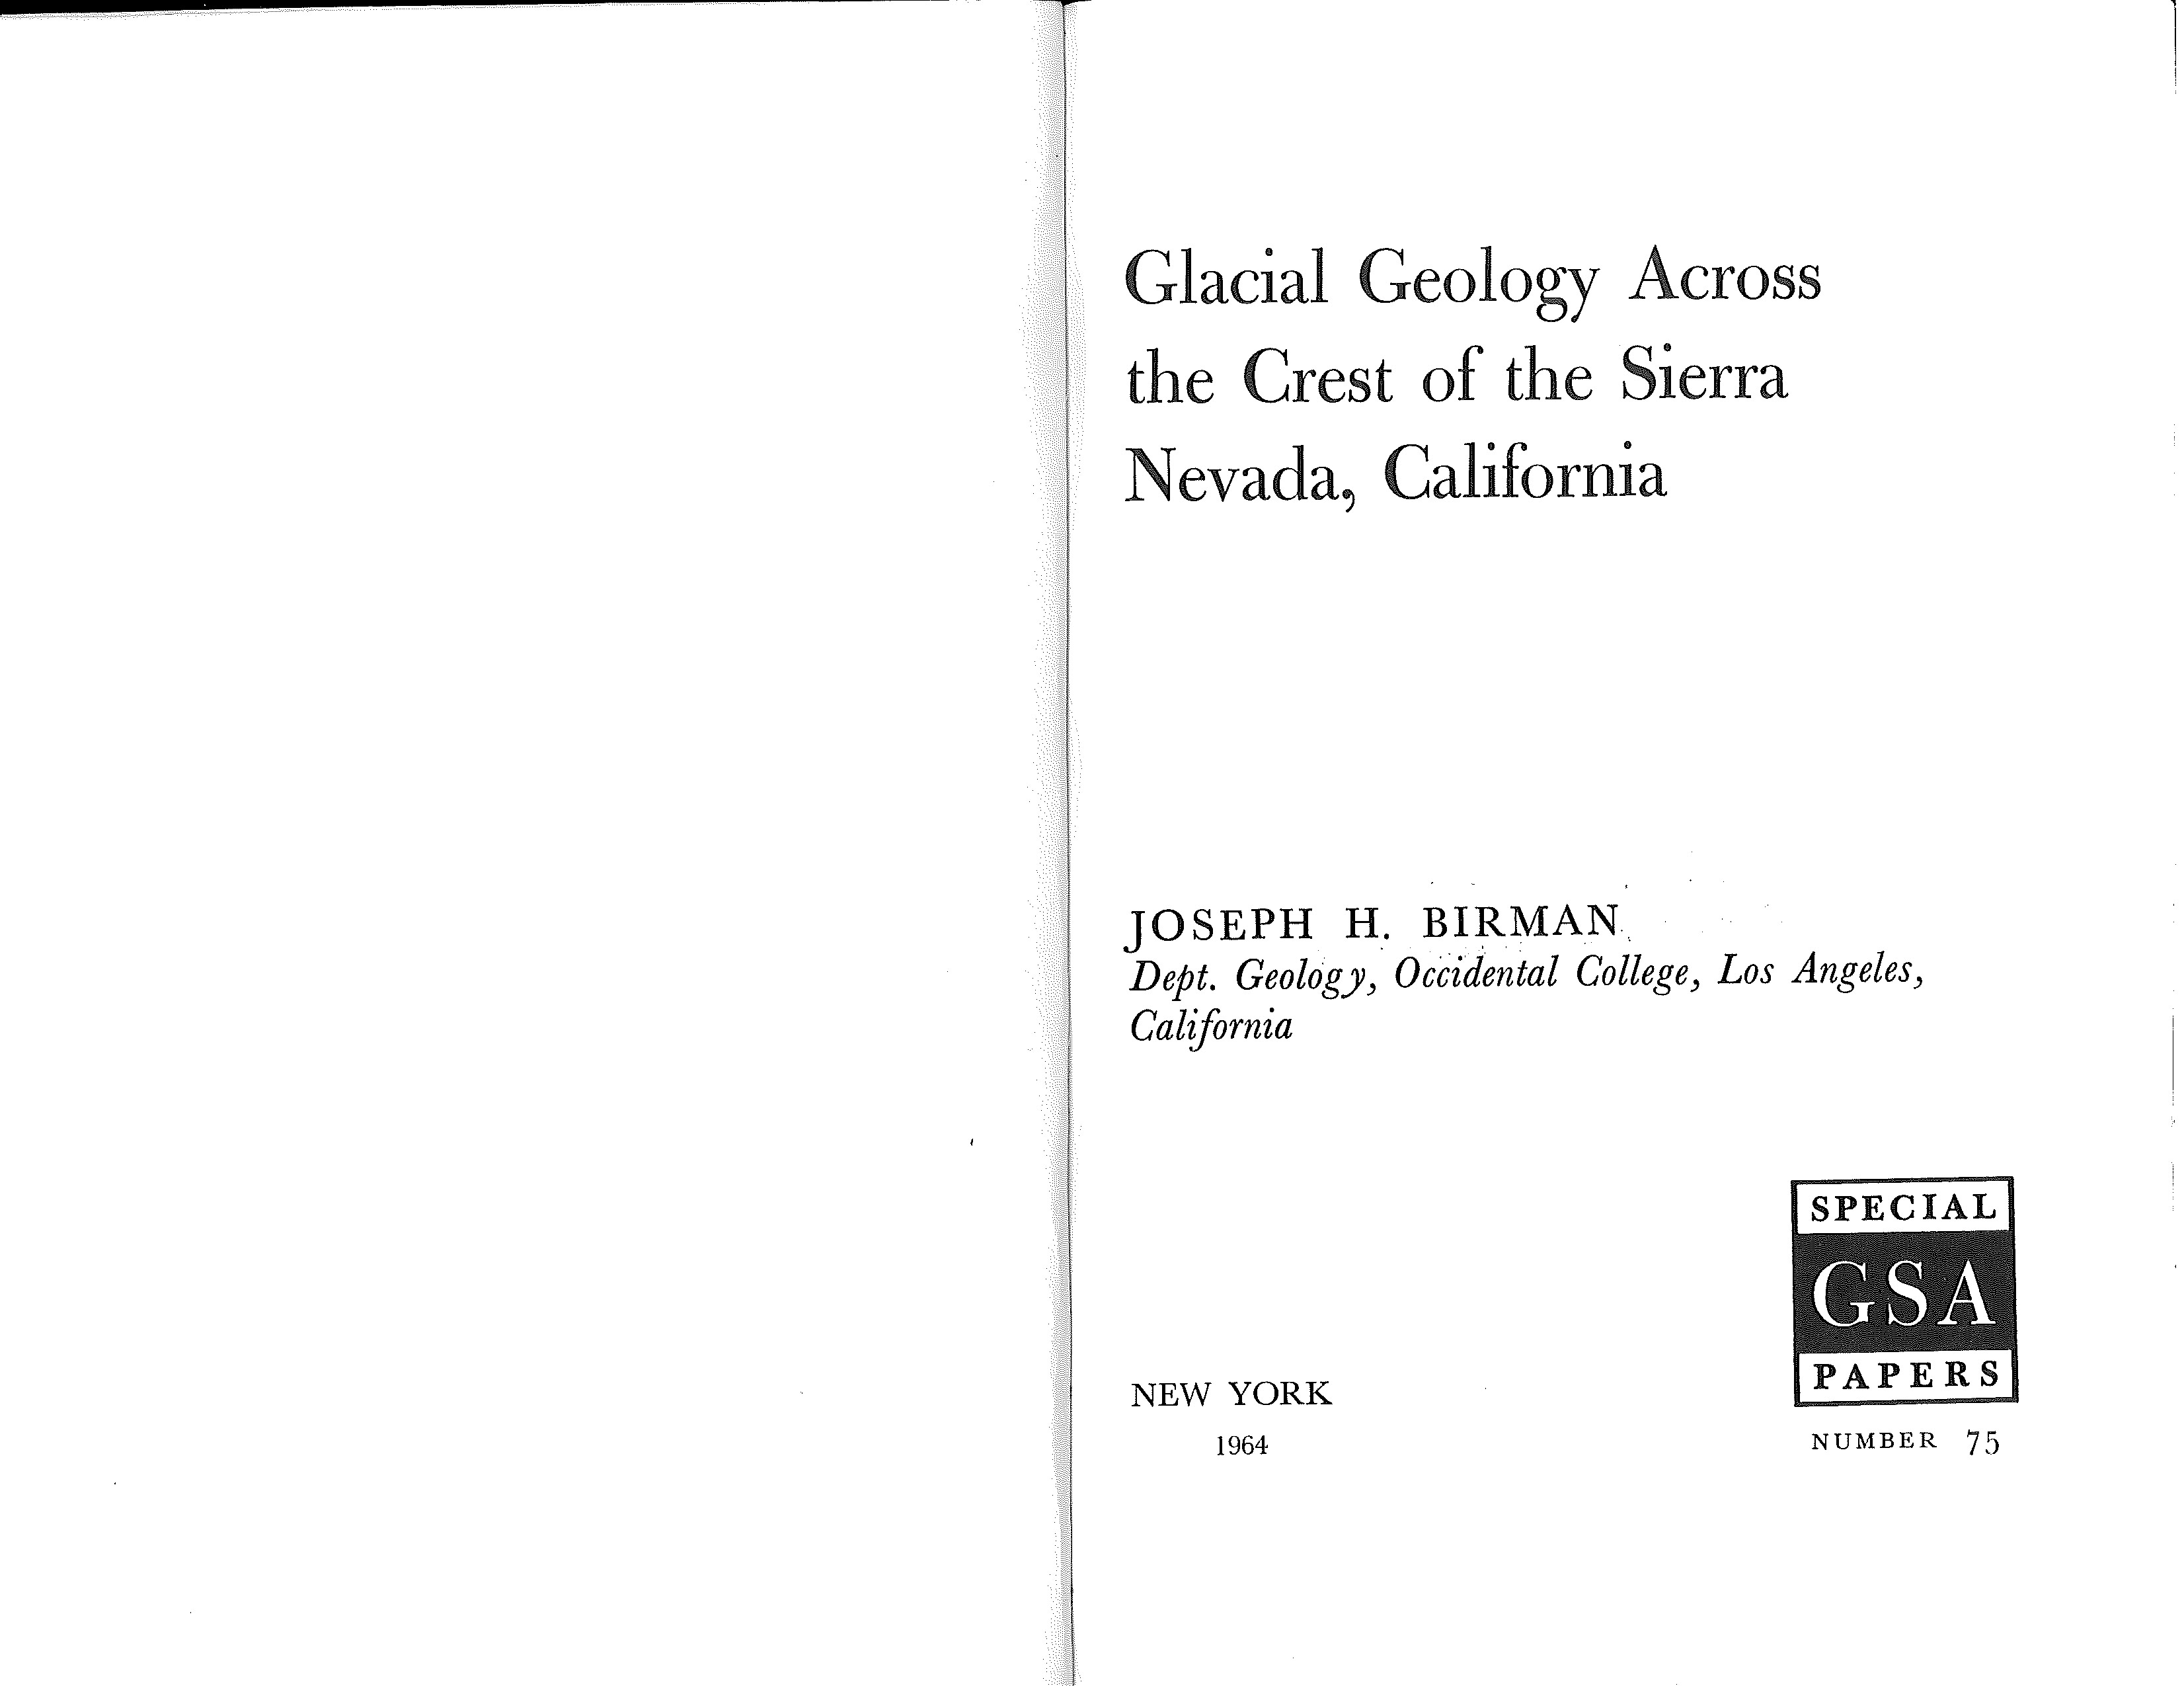 Glacial Geology Across
the Crest of the Sierra
Nevada, California
JOSEPH H. BIRMAN
Dept. Geology, Occidental College, Los Angeles,
California
NEW YORK
1964
SPECIAL
GSA
PAPERS
NUMBER 75